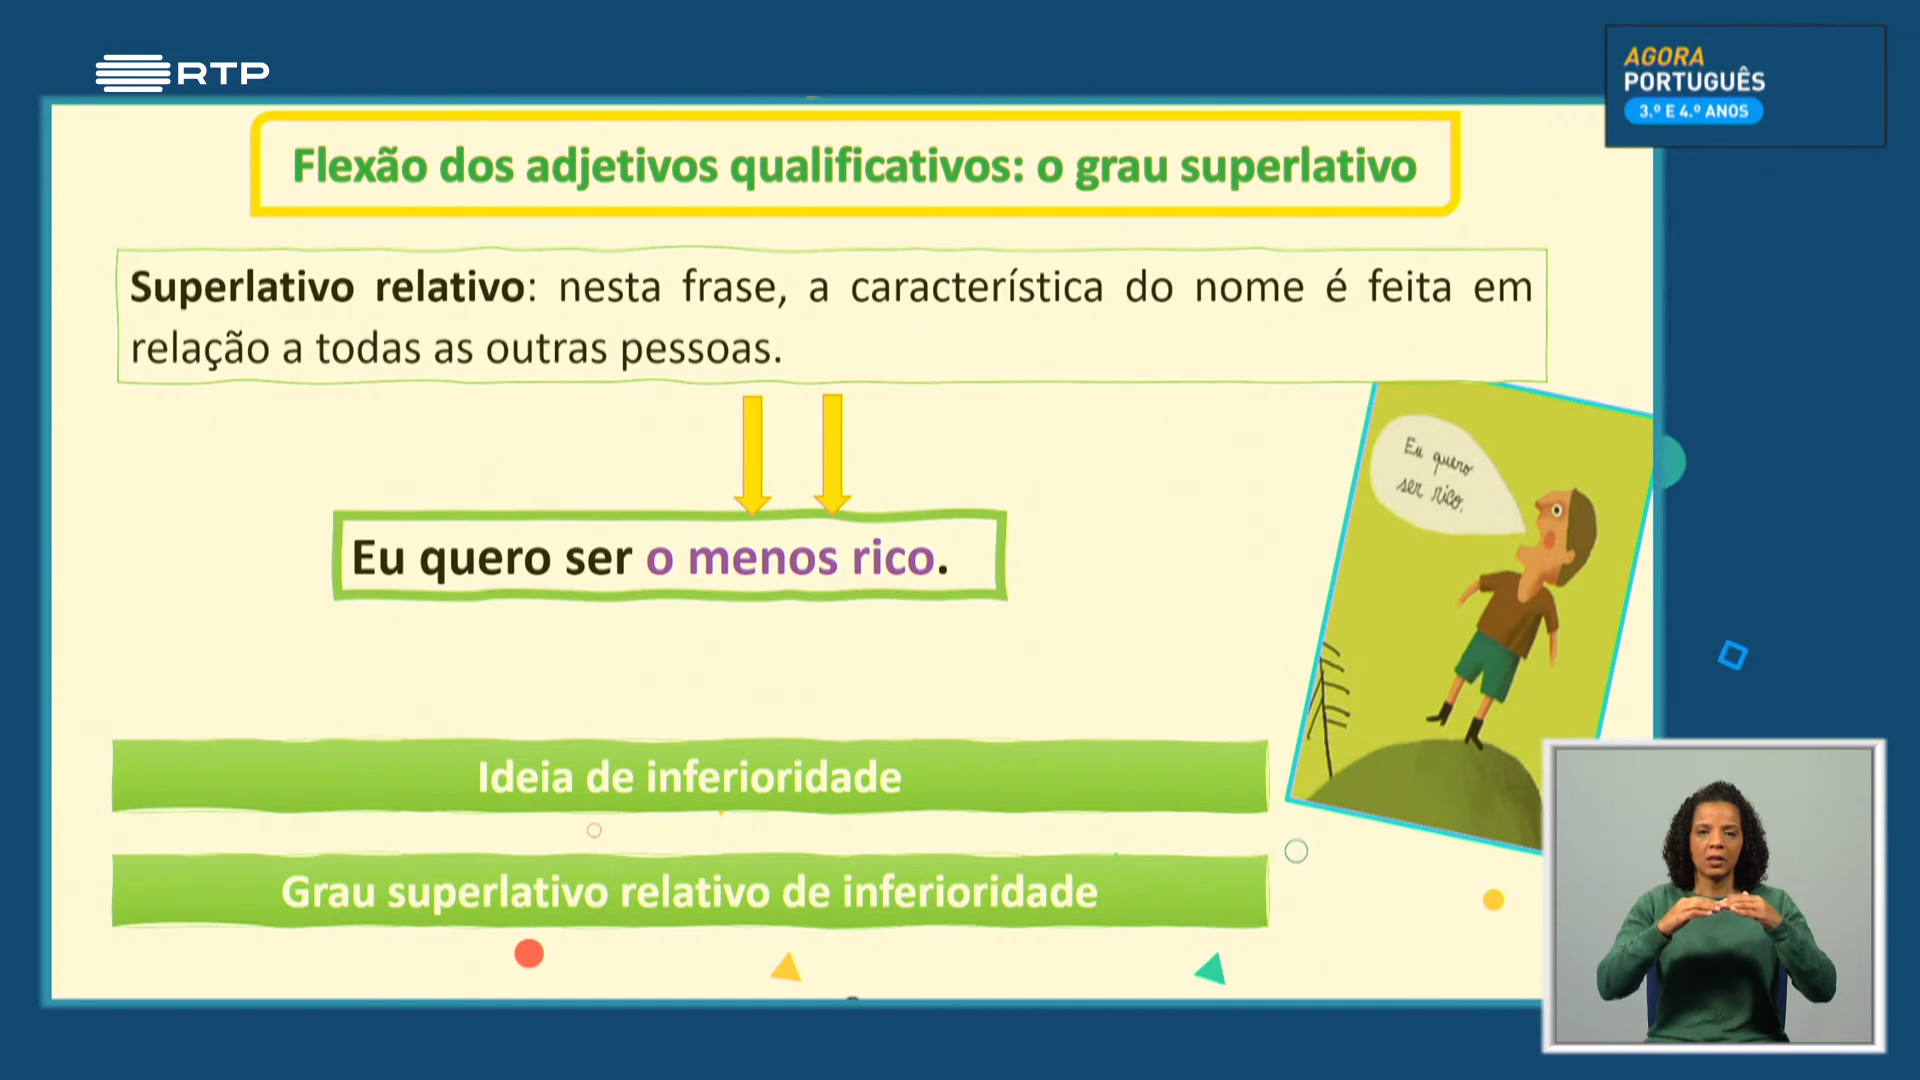 RTP
AGORA
PORTUGUÊS
3.º E 4.º ANOS
Flexão dos adjetivos qualificativos: o grau superlativo
Superlativo relativo: nesta frase, a característica do nome é feita em
relação a todas as outras pessoas.
Eu quero
ser rico.
Eu quero ser o menos rico.
Ideia de inferioridade
Grau superlativo relativo de inferioridade